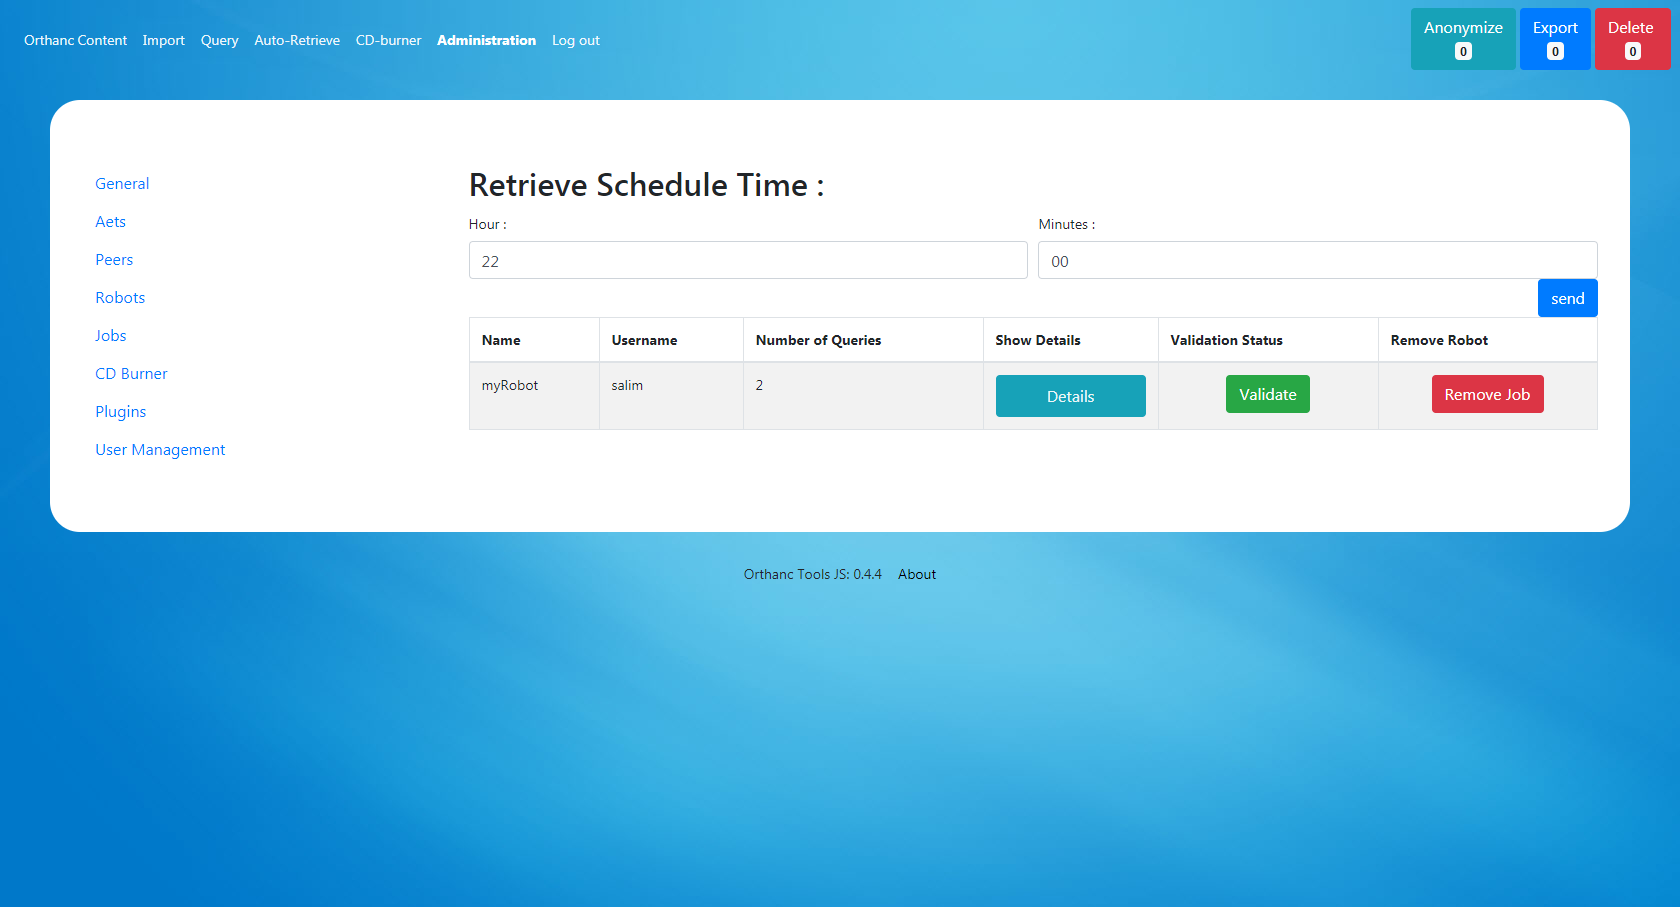 Orthanc Content Import Query Auto-Retrieve CD-burner Administration Log out
Anonymize Export Delete
0 0 0
General
Aets
Peers
Robots
Jobs
CD Burner
Plugins
User Management
Retrieve Schedule Time :
Hour : Minutes :
22 00
send
Name Username Number of Queries Show Details Validation Status Remove Robot
myRobot salim 2 Details Validate Remove Job
Orthanc Tools JS: 0.4.4 About